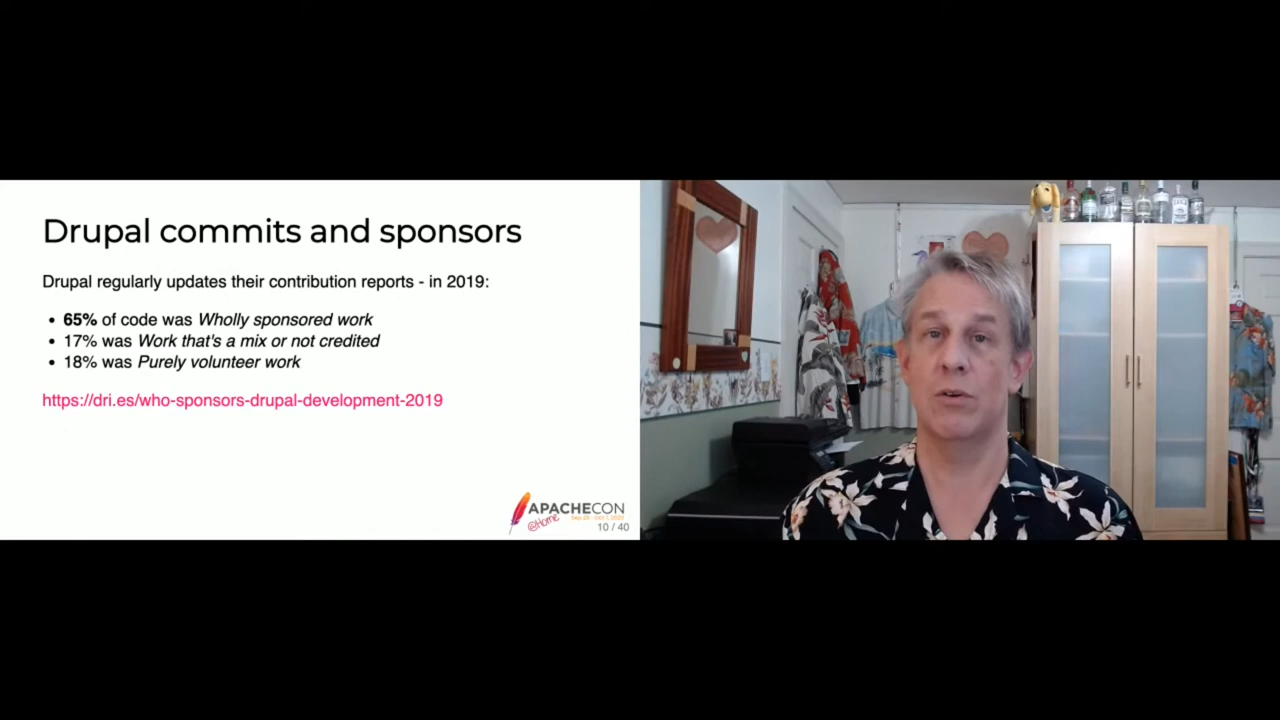 Drupal commits and sponsors
Drupal regularly updates their contribution reports - in 2019:
• 65% of code was Wholly sponsored work
• 17% was Work that's a mix or not credited
• 18% was Purely volunteer work
https://dri.es/who-sponsors-drupal-development-2019
APACHECON
@Home
10 / 40